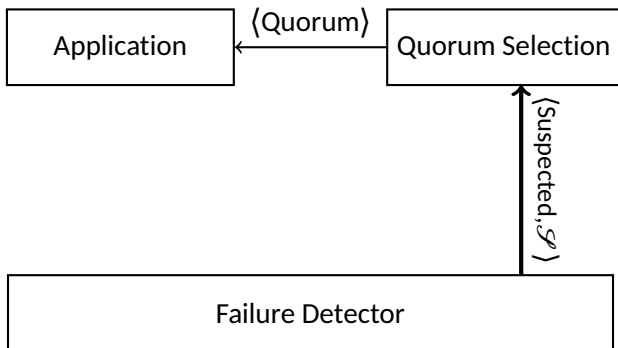 ⟨Quorum⟩
Application
Quorum Selection
⟨Suspected,𝒮⟩
Failure Detector